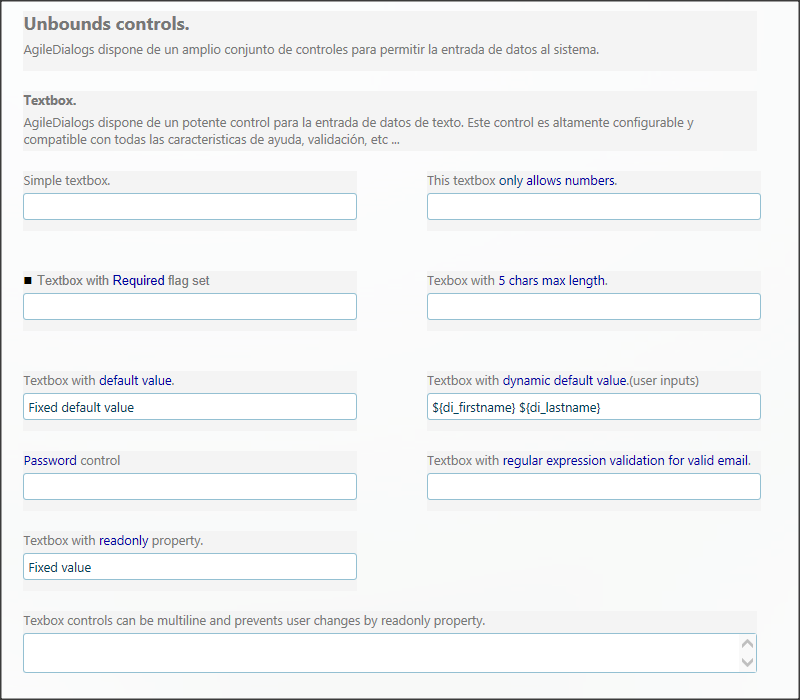 Unbounds controls.
AgileDialogs dispone de un amplio conjunto de controles para permitir la entrada de datos al sistema.
Textbox.
AgileDialogs dispone de un potente control para la entrada de datos de texto. Este control es altamente configurable y
compatible con todas las caracteristicas de ayuda, validación, etc ...
Simple textbox.
This textbox only allows numbers.
Textbox with Required flag set
Texbox with 5 chars max length.
Textbox with default value.
Fixed default value
Textbox with dynamic default value.(user inputs)
${di_firstname} ${di_lastname}
Password control
Textbox with regular expression validation for valid email.
Textbox with readonly property.
Fixed value
Texbox controls can be multiline and prevents user changes by readonly property.